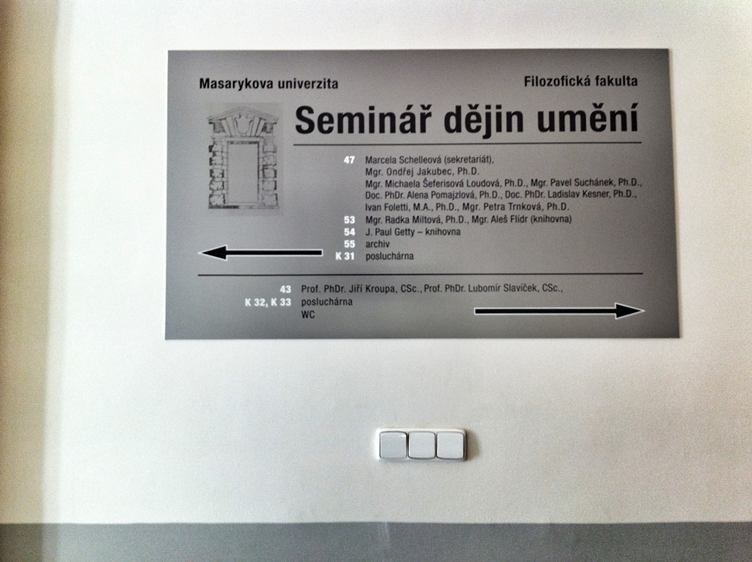 Masarykova univerzita
Filozofická fakulta
Seminář dějin umění
47 Marcela Schelleová (sekretariát),
Mgr. Ondřej Jakubec, Ph.D.
Mgr. Michaela Šeferisová Loudová, Ph.D., Mgr. Pavel Suchánek, Ph.D.,
Doc. PhDr. Alena Pomajzlová, Ph.D., Doc. PhDr. Ladislav Kesner, Ph.D.,
Ivan Foletti, M.A., Ph.D., Mgr. Petra Trnková, Ph.D.
53 Mgr. Radka Miltová, Ph.D., Mgr. Aleš Flídr (knihovna)
54 J. Paul Getty – knihovna
55 archiv
K 31 posluchárna
43 Prof. PhDr. Jiří Kroupa, CSc., Prof. PhDr. Lubomír Slavíček, CSc.,
K 32, K 33 posluchárna
WC